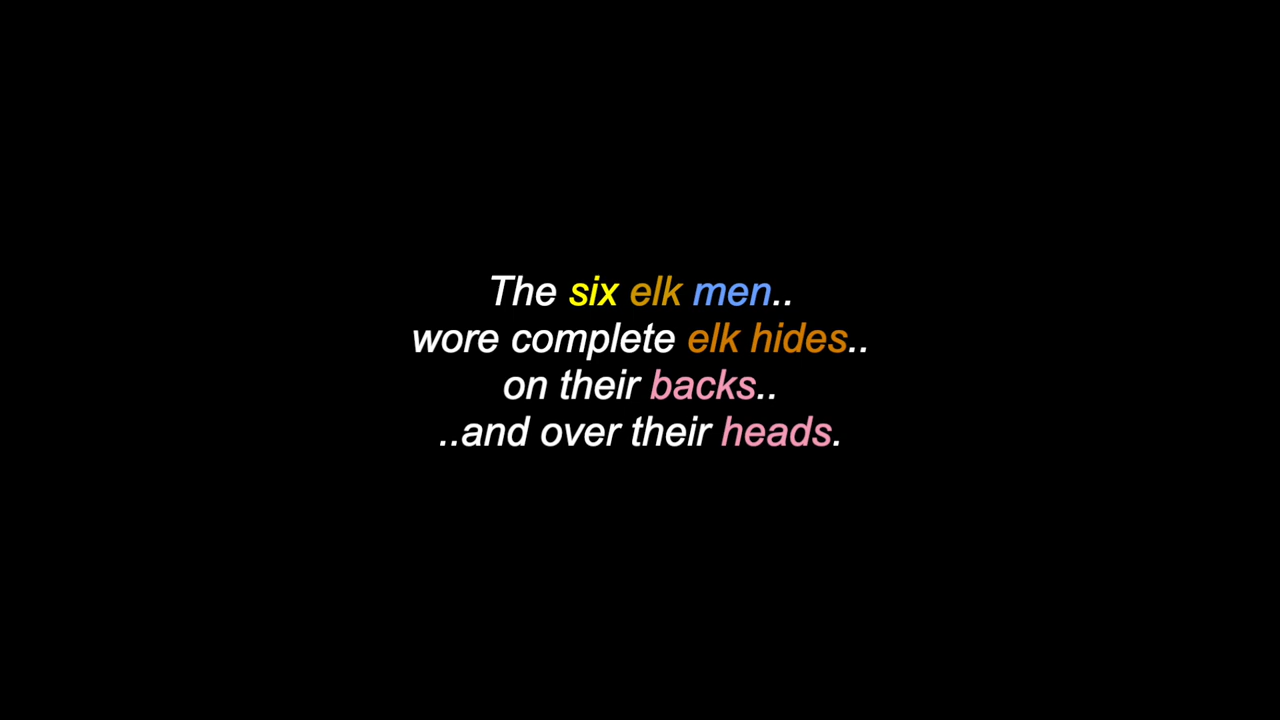 The six elk men..
wore complete elk hides..
on their backs..
..and over their heads.